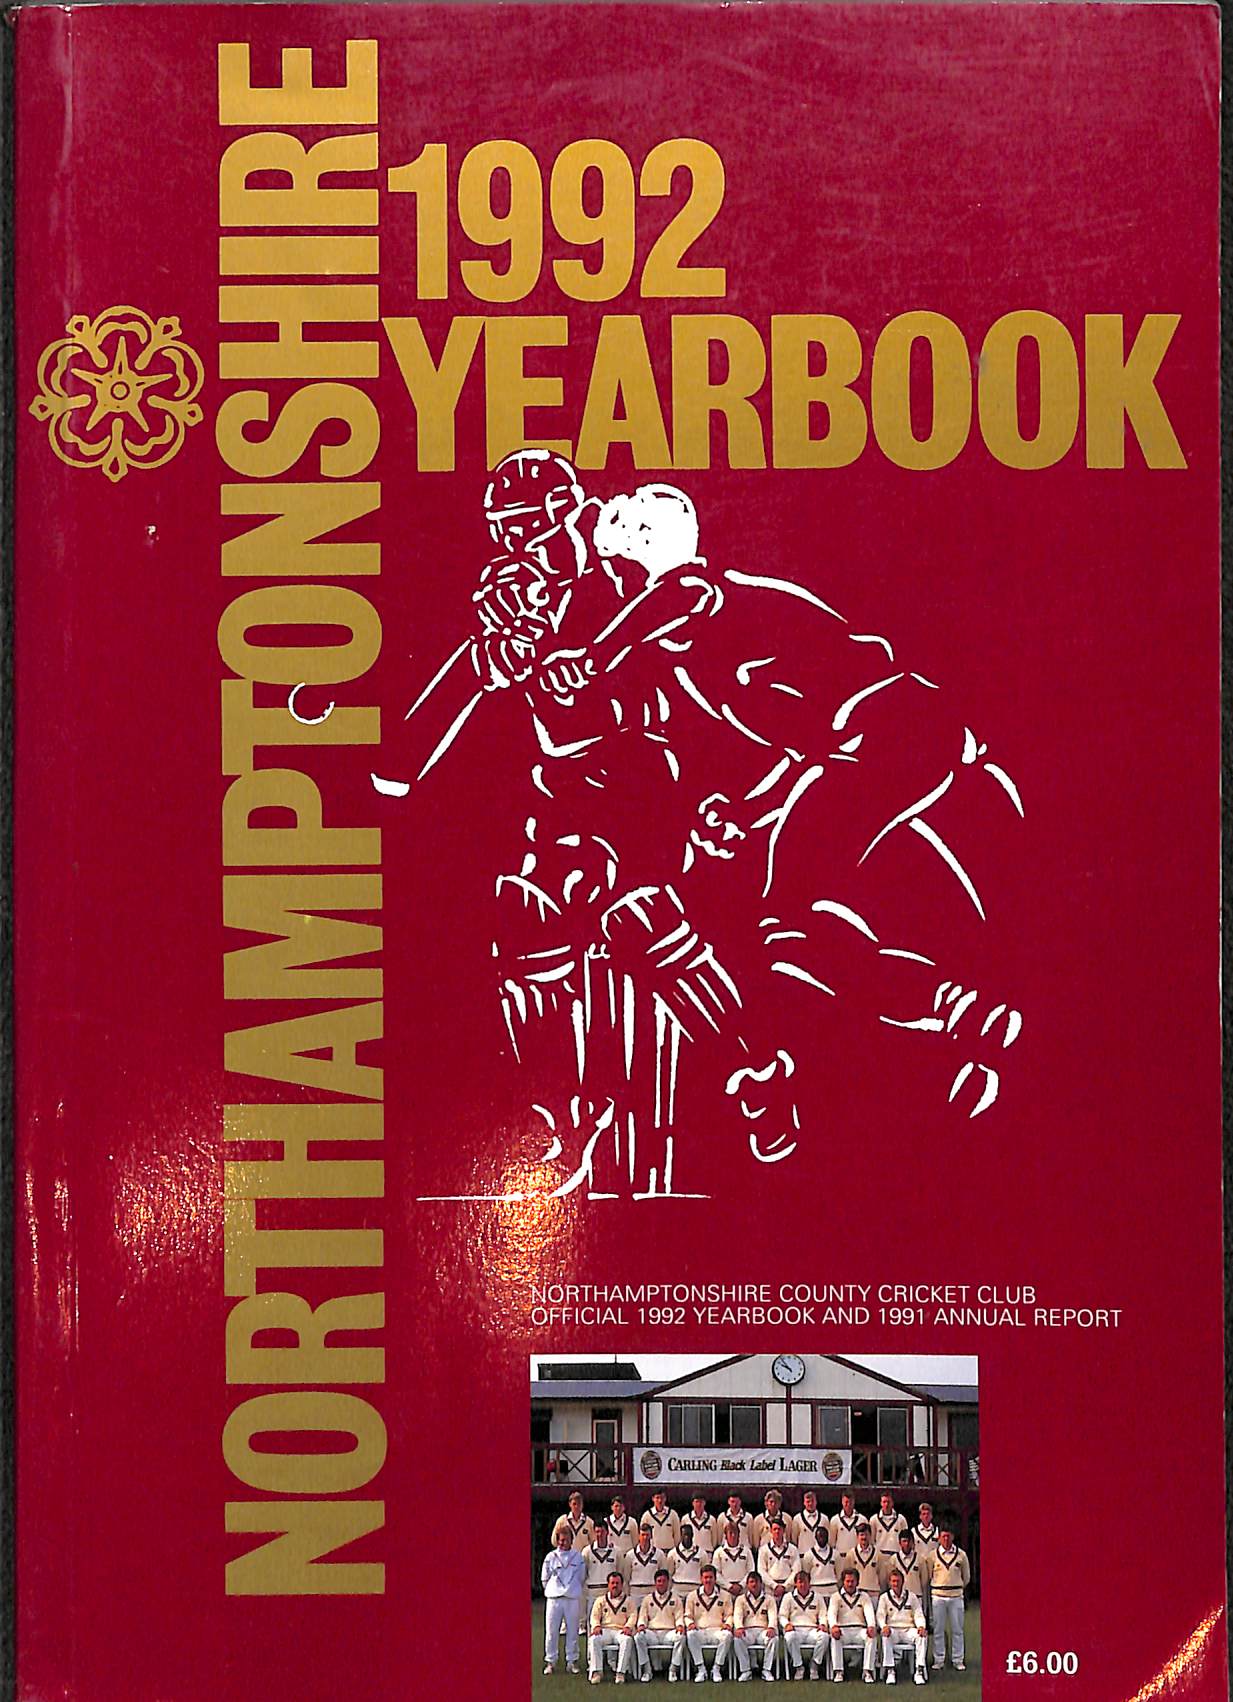 NORTHAMPTONSHIRE
1992
YEARBOOK
NORTHAMPTONSHIRE COUNTY CRICKET CLUB
OFFICIAL 1992 YEARBOOK AND 1991 ANNUAL REPORT
CARLING Black Label LAGER
£6.00